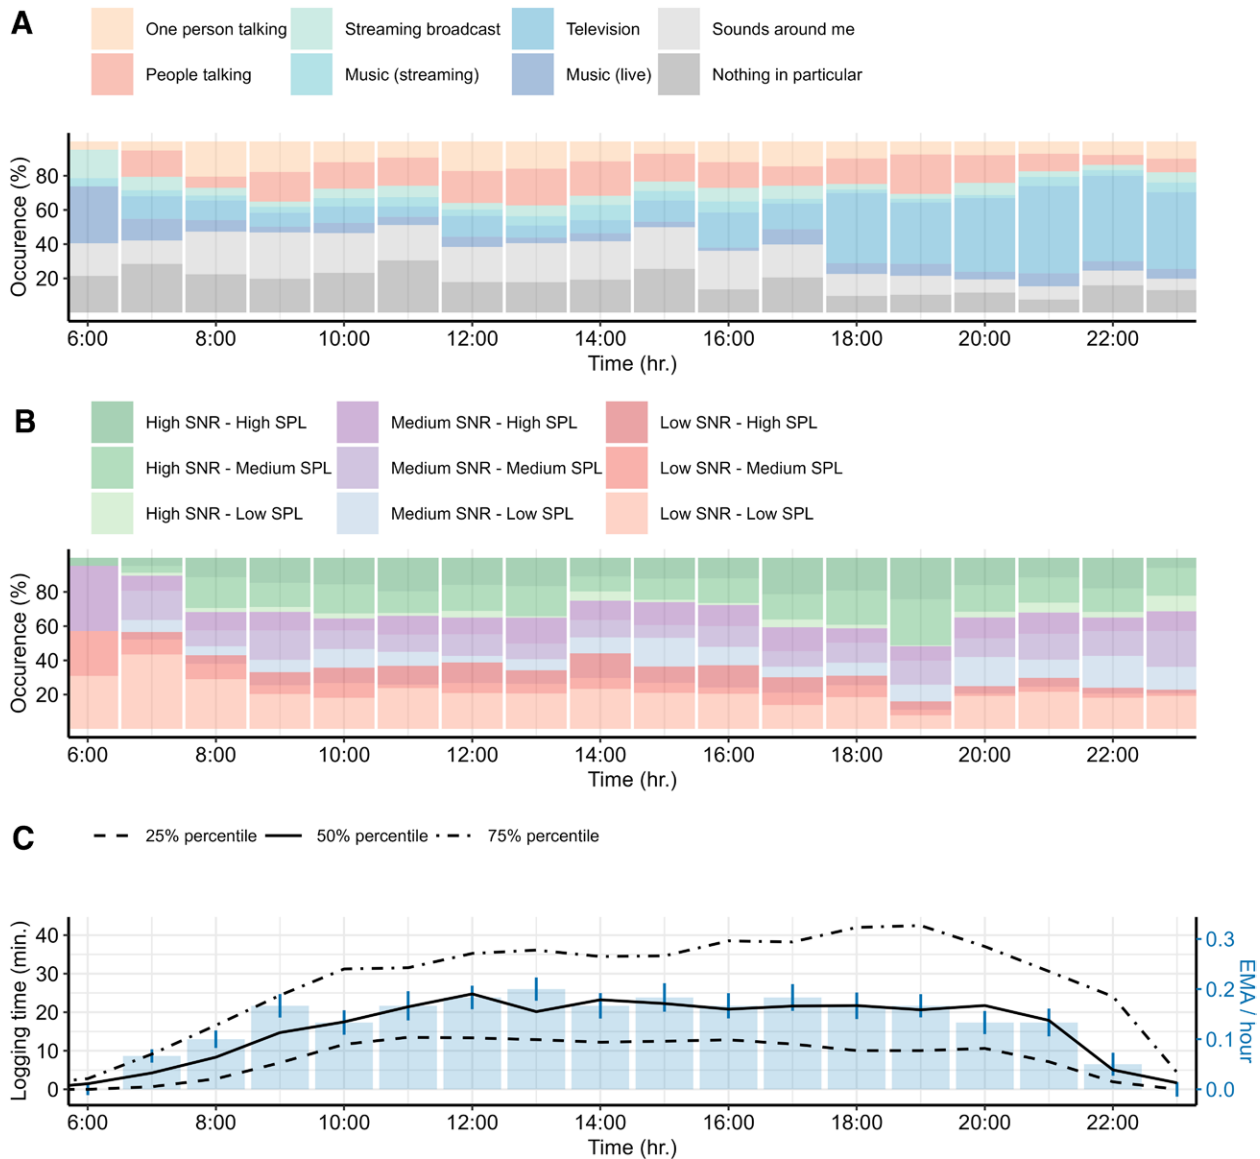 A
One person talking Streaming broadcast Television Sounds around me
People talking Music (streaming) Music (live) Nothing in particular
Occurence (%)
80
60
40
20
6:00 8:00 10:00 12:00 14:00 16:00 18:00 20:00 22:00
Time (hr.)
B
High SNR - High SPL Medium SNR - High SPL Low SNR - High SPL
High SNR - Medium SPL Medium SNR - Medium SPL Low SNR - Medium SPL
High SNR - Low SPL Medium SNR - Low SPL Low SNR - Low SPL
Occurence (%)
80
60
40
20
6:00 8:00 10:00 12:00 14:00 16:00 18:00 20:00 22:00
Time (hr.)
C
25% percentile 50% percentile 75% percentile
Logging time (min.)
40
30
20
10
0
0.3
0.2
0.1
0.0
EMA / hour
6:00 8:00 10:00 12:00 14:00 16:00 18:00 20:00 22:00
Time (hr.)